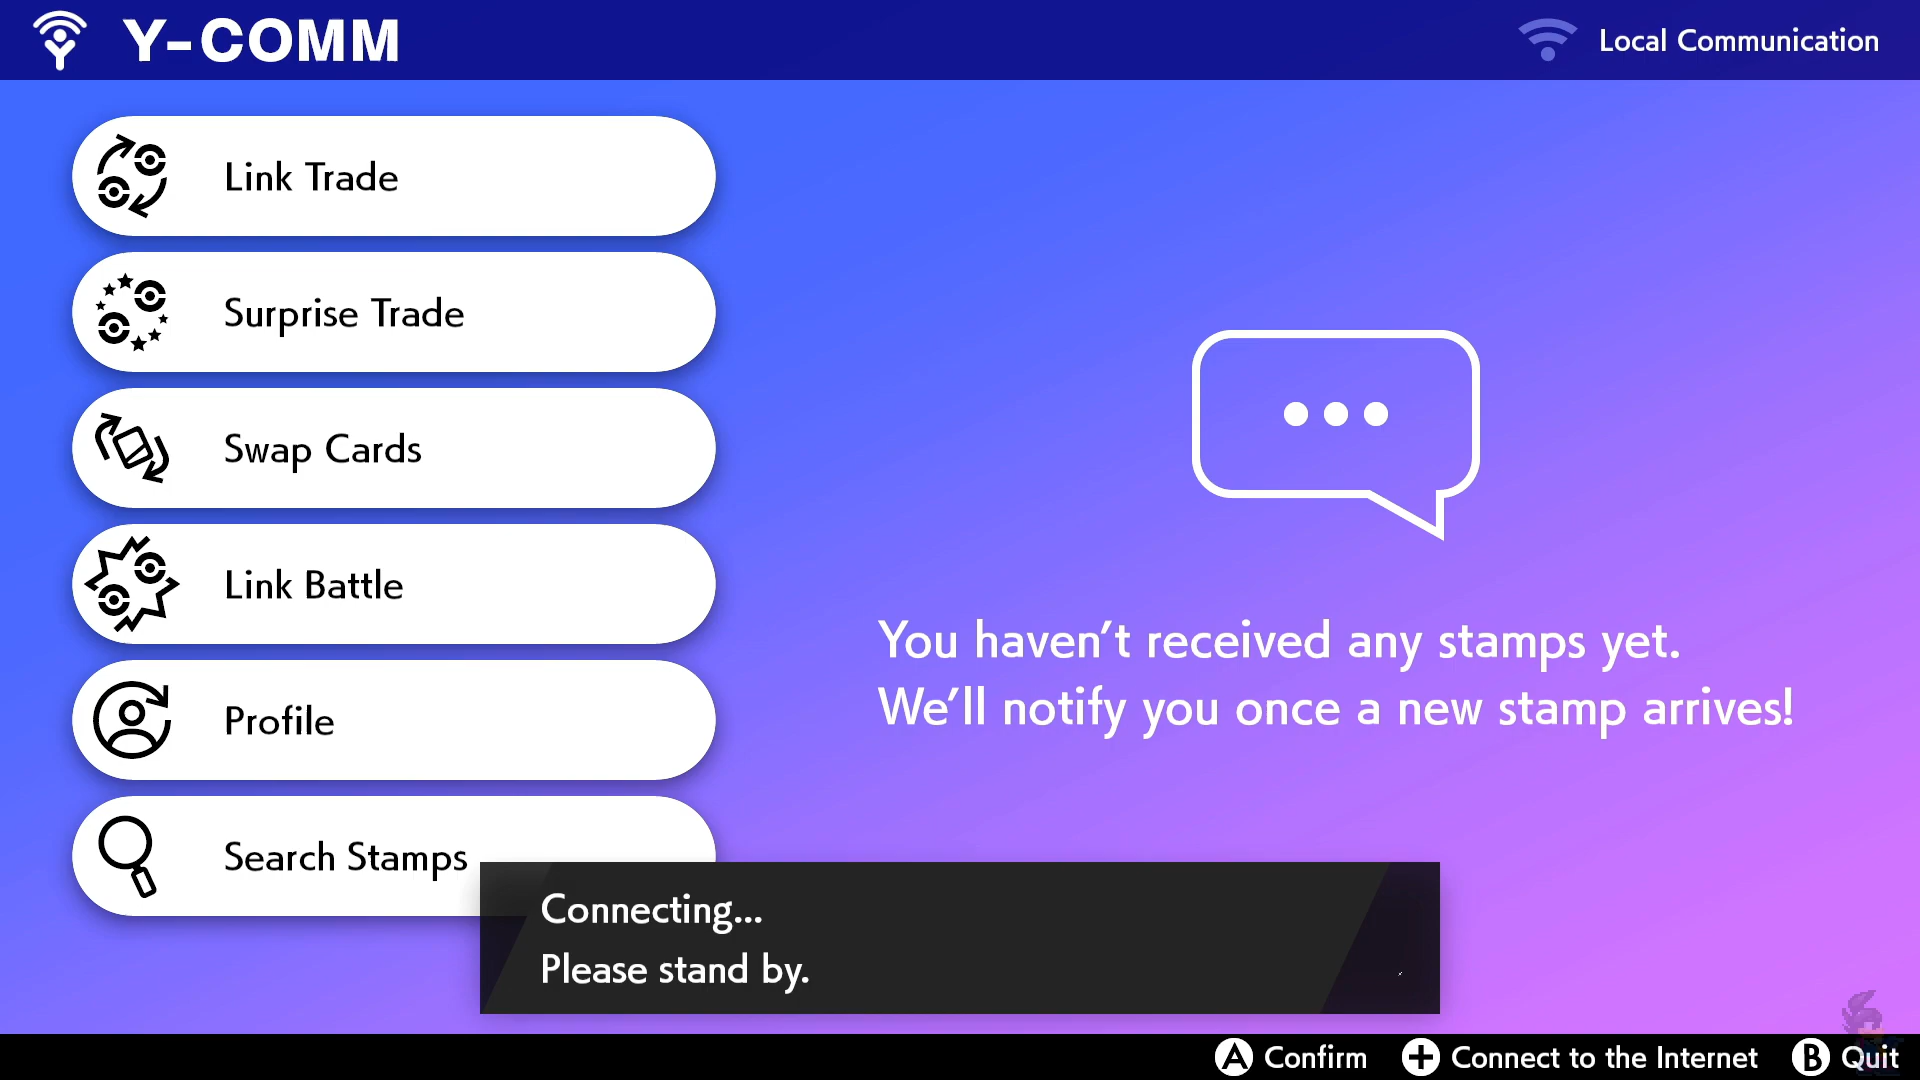 Y-COMM
Local Communication
Link Trade
Surprise Trade
Swap Cards
Link Battle
Profile
Search Stamps
You haven't received any stamps yet.
We'll notify you once a new stamp arrives!
Connecting...
Please stand by.
A Confirm + Connect to the Internet B Quit